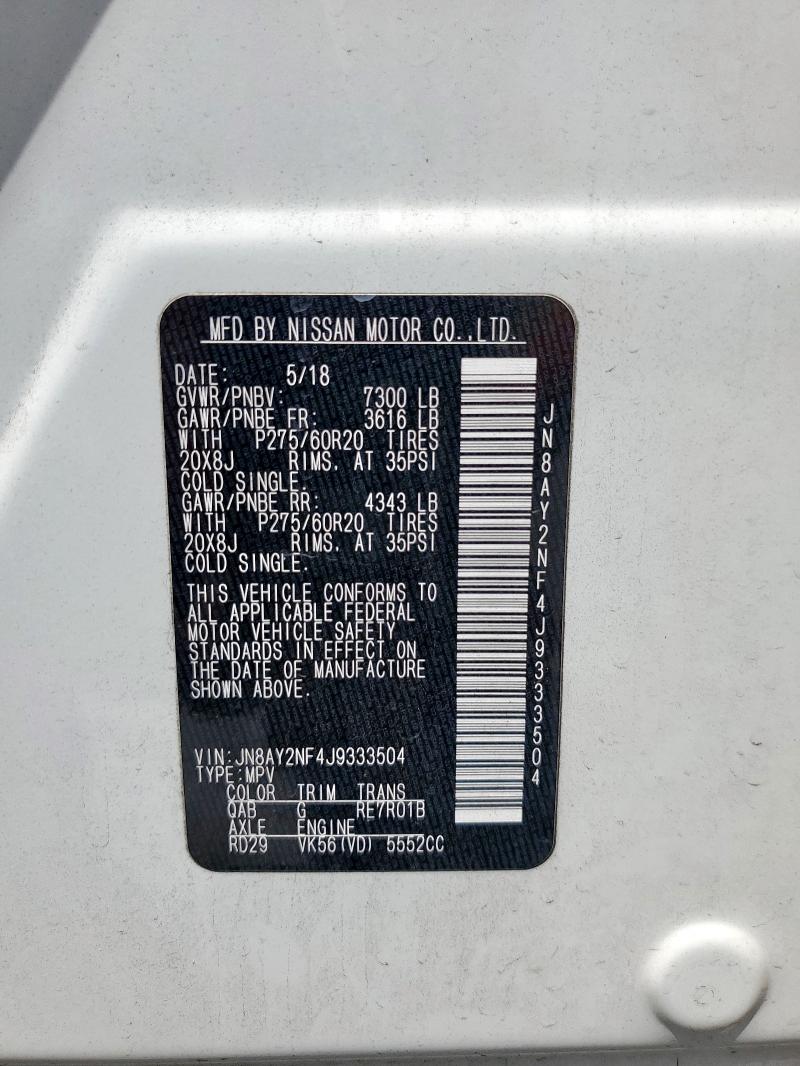 MFD BY NISSAN MOTOR CO.,LTD.
DATE: 5/18
GVWR/PNBV: 7300 LB
GAWR/PNBE FR: 3616 LB
WITH P275/60R20 TIRES
20X8J RIMS. AT 35PSI
COLD SINGLE.
GAWR/PNBE RR: 4343 LB
WITH P275/60R20 TIRES
20X8J RIMS. AT 35PSI
COLD SINGLE.
THIS VEHICLE CONFORMS TO
ALL APPLICABLE FEDERAL
MOTOR VEHICLE SAFETY
STANDARDS IN EFFECT ON
THE DATE OF MANUFACTURE
SHOWN ABOVE.
VIN:JN8AY2NF4J9333504
TYPE:MPV
COLOR TRIM TRANS
QAB G RE7R01B
AXLE ENGINE
RD29 VK56(VD) 5552CC
JN8AY2NF4J9333504